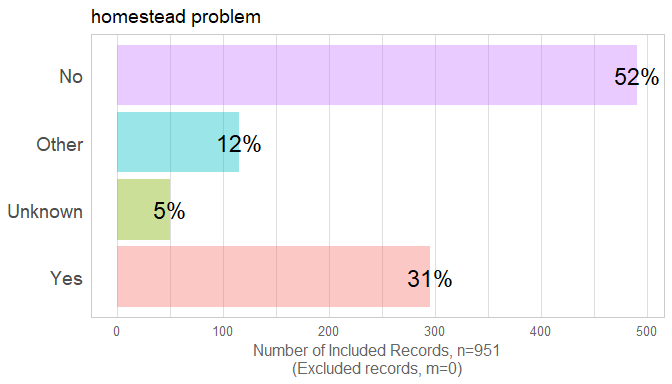 homestead problem
No
52%
Other
12%
Unknown
5%
Yes
31%
0 100 200 300 400 500
Number of Included Records, n=951
(Excluded records, m=0)